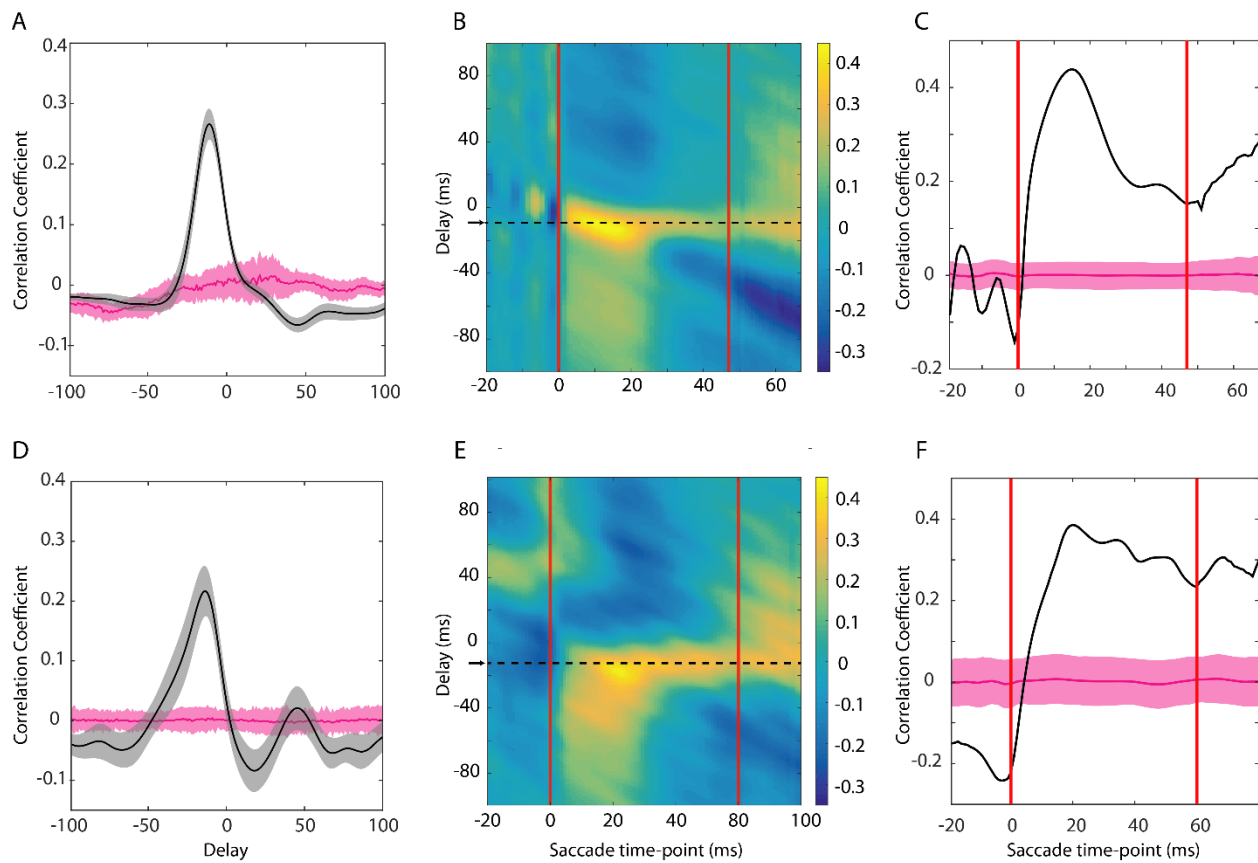 A
Correlation Coefficient
0.4
0.3
0.2
0.1
0
-0.1
-100 -50 0 50 100
B
Delay (ms)
80
40
0
-40
-80
-20 0 20 40 60
0.4
0.3
0.2
0.1
0
-0.1
-0.2
-0.3
C
Correlation Coefficient
0.4
0.2
0
-0.2
-20 0 20 40 60
D
Correlation Coefficient
0.4
0.3
0.2
0.1
0
-0.1
-100 -50 0 50 100
Delay
E
Delay (ms)
80
40
0
-40
-80
-20 0 20 40 60 80 100
Saccade time-point (ms)
0.4
0.3
0.2
0.1
0
-0.1
-0.2
-0.3
F
Correlation Coefficient
0.4
0.2
0
-0.2
-20 0 20 40 60
Saccade time-point (ms)